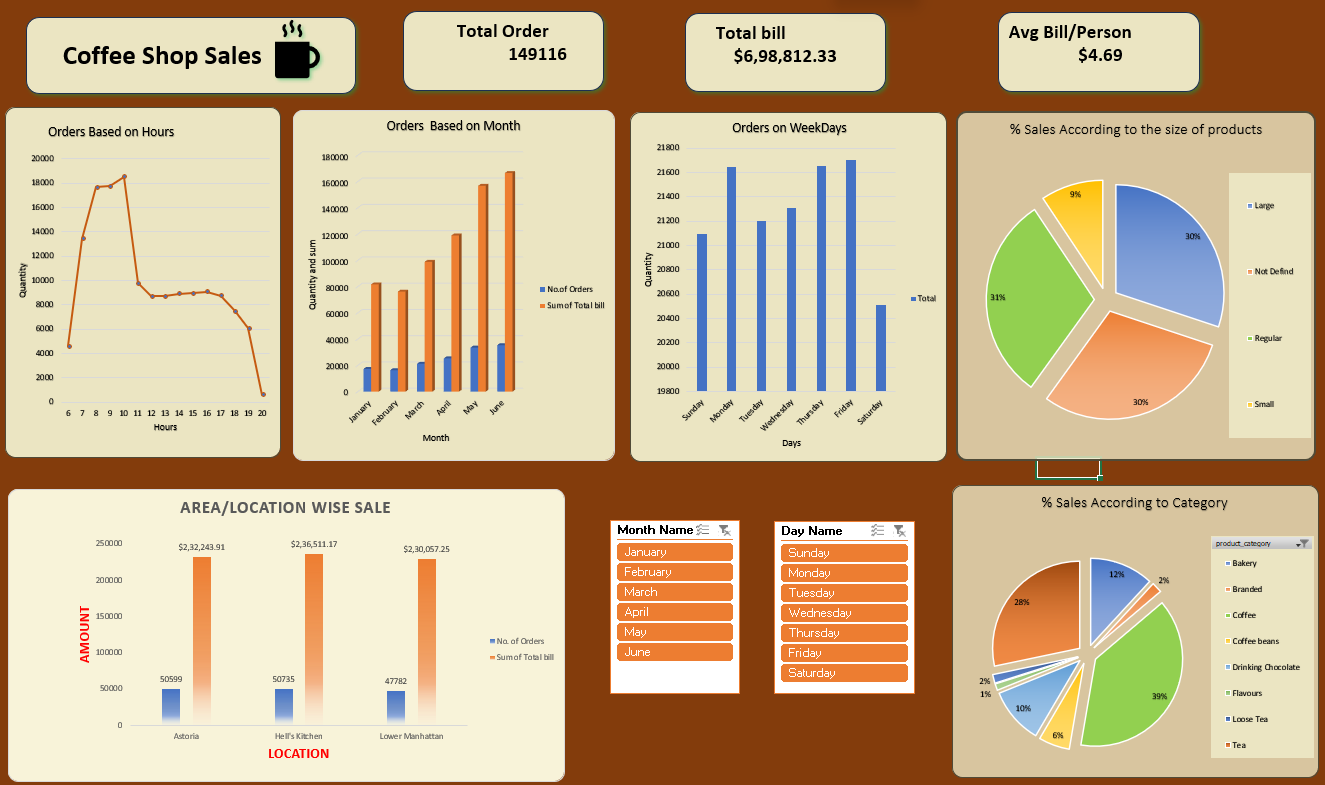 Coffee Shop Sales
Total Order
149116
Total bill
$6,98,812.33
Avg Bill/Person
$4.69
Orders Based on Hours
20000
18000
16000
14000
12000
10000
8000
6000
4000
2000
0
Quantity
6 7 8 9 10 11 12 13 14 15 16 17 18 19 20
Hours
Orders Based on Month
180000
160000
140000
120000
100000
80000
60000
40000
20000
0
Quantity and sum
January
February
March
April
May
June
Month
No.of Orders
Sum of Total bill
Orders on WeekDays
21800
21600
21400
21200
21000
20800
20600
20400
20200
20000
19800
Quantity
Sunday
Monday
Tuesday
Wednesday
Thursday
Friday
Saturday
Days
Total
% Sales According to the size of products
9%
30%
31%
30%
Large
Not Defind
Regular
Small
AREA/LOCATION WISE SALE
250000
200000
150000
100000
50000
0
AMOUNT
$2,32,243.91
$2,36,511.17
$2,30,057.25
50599
50735
47782
Astoria
Hell's Kitchen
Lower Manhattan
LOCATION
No. of Orders
Sum of Total bill
Month Name
January
February
March
April
May
June
Day Name
Sunday
Monday
Tuesday
Wednesday
Thursday
Friday
Saturday
% Sales According to Category
12%
2%
28%
39%
2%
1%
10%
6%
product_category
Bakery
Branded
Coffee
Coffee beans
Drinking Chocolate
Flavours
Loose Tea
Tea